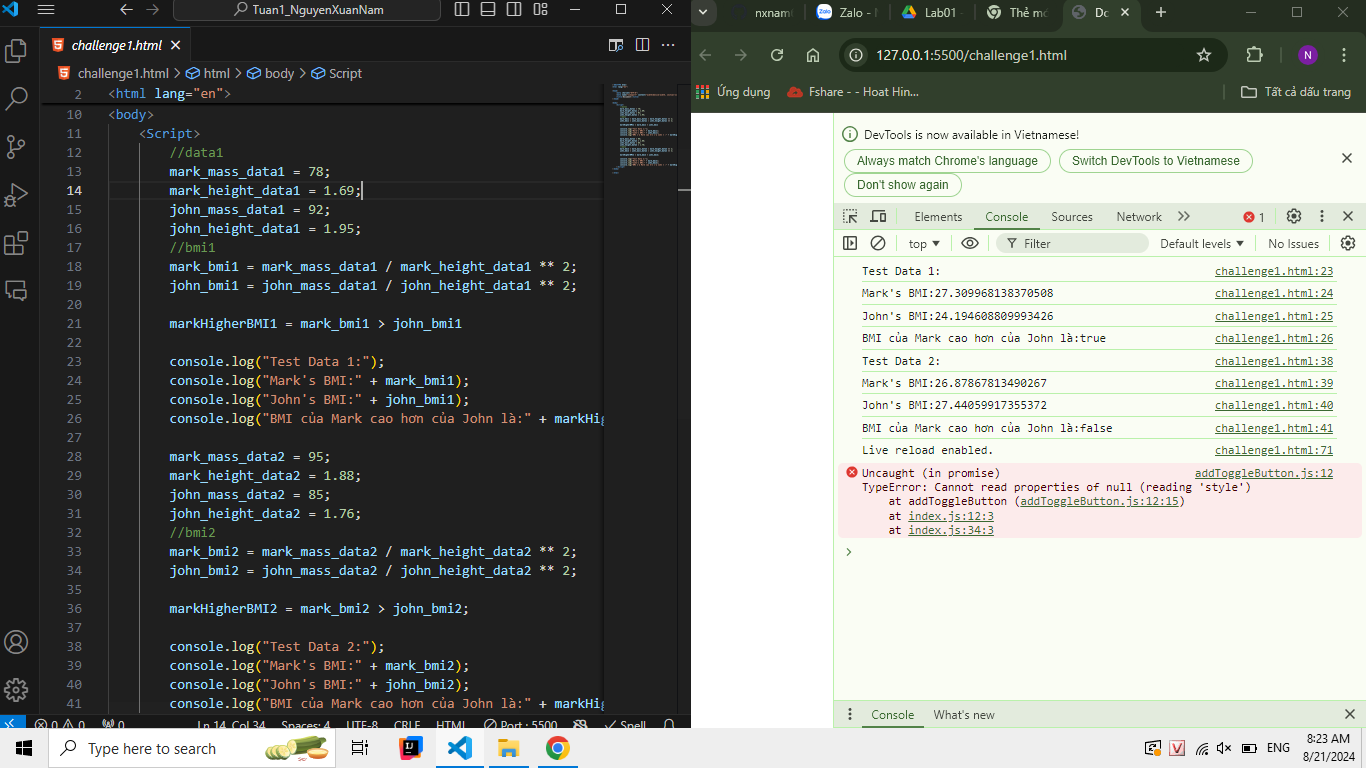 Tuan1_NguyenXuanNam
challenge1.html
challenge1.html > html > body > Script
2 <html lang="en">
10 <body>
11 <Script>
12 //data1
13 mark_mass_data1 = 78;
14 mark_height_data1 = 1.69;
15 john_mass_data1 = 92;
16 john_height_data1 = 1.95;
17 //bmi1
18 mark_bmi1 = mark_mass_data1 / mark_height_data1 ** 2;
19 john_bmi1 = john_mass_data1 / john_height_data1 ** 2;
20
21 markHigherBMI1 = mark_bmi1 > john_bmi1
22
23 console.log("Test Data 1:");
24 console.log("Mark's BMI:" + mark_bmi1);
25 console.log("John's BMI:" + john_bmi1);
26 console.log("BMI của Mark cao hơn của John là:" + markHig
27
28 mark_mass_data2 = 95;
29 mark_height_data2 = 1.88;
30 john_mass_data2 = 85;
31 john_height_data2 = 1.76;
32 //bmi2
33 mark_bmi2 = mark_mass_data2 / mark_height_data2 ** 2;
34 john_bmi2 = john_mass_data2 / john_height_data2 ** 2;
35
36 markHigherBMI2 = mark_bmi2 > john_bmi2;
37
38 console.log("Test Data 2:");
39 console.log("Mark's BMI:" + mark_bmi2);
40 console.log("John's BMI:" + john_bmi2);
41 console.log("BMI của Mark cao hơn của John là:" + markHig
0 0 0 Ln 14, Col 34 Spaces: 4 UTF-8 CRLF HTML Port : 5500 Spell
nxnam Zalo - Lab01 Thẻ mớ Do
127.0.0.1:5500/challenge1.html
N
Ứng dụng Fshare - - Hoat Hin... Tất cả dấu trang
DevTools is now available in Vietnamese!
Always match Chrome's language Switch DevTools to Vietnamese
Don't show again
Elements Console Sources Network 1
top Filter Default levels No Issues
Test Data 1: challenge1.html:23
Mark's BMI:27.309968138370508 challenge1.html:24
John's BMI:24.194608809993426 challenge1.html:25
BMI của Mark cao hơn của John là:true challenge1.html:26
Test Data 2: challenge1.html:38
Mark's BMI:26.87867813490267 challenge1.html:39
John's BMI:27.44059917355372 challenge1.html:40
BMI của Mark cao hơn của John là:false challenge1.html:41
Live reload enabled. challenge1.html:71
Uncaught (in promise) addToggleButton.js:12
TypeError: Cannot read properties of null (reading 'style')
at addToggleButton (addToggleButton.js:12:15)
at index.js:12:3
at index.js:34:3
Console What's new
Type here to search
ENG
8:23 AM
8/21/2024